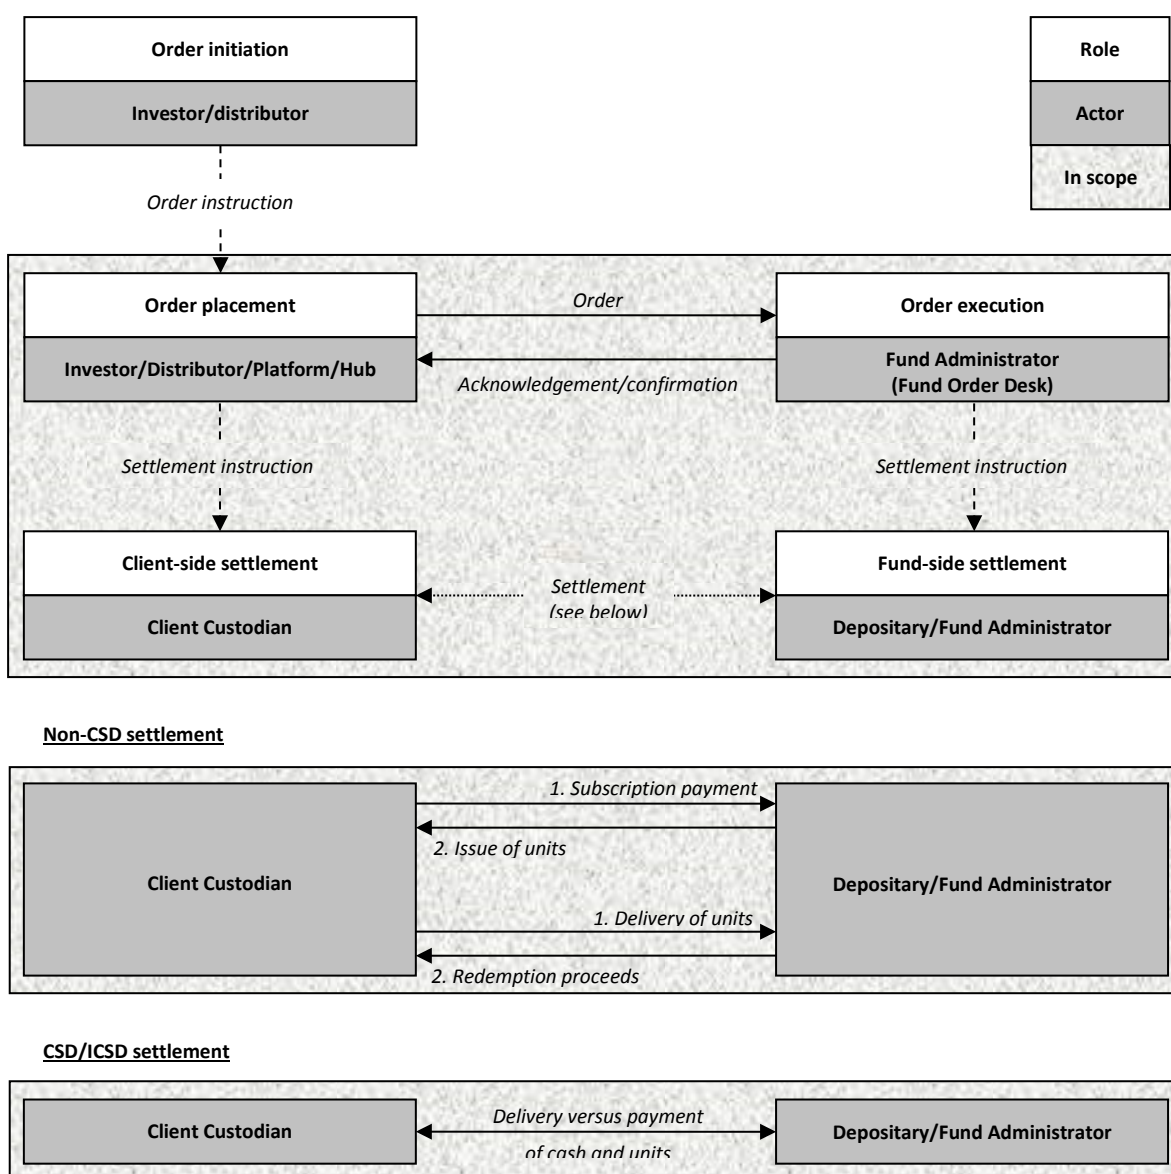 Order initiation
Investor/distributor
Role
Actor
In scope
Order instruction
Order placement
Investor/Distributor/Platform/Hub
Order
Acknowledgement/confirmation
Order execution
Fund Administrator
(Fund Order Desk)
Settlement instruction
Settlement instruction
Client-side settlement
Client Custodian
Settlement
(see below)
Fund-side settlement
Depositary/Fund Administrator
Non-CSD settlement
Client Custodian
1. Subscription payment
2. Issue of units
1. Delivery of units
2. Redemption proceeds
Depositary/Fund Administrator
CSD/ICSD settlement
Client Custodian
Delivery versus payment
of cash and units
Depositary/Fund Administrator